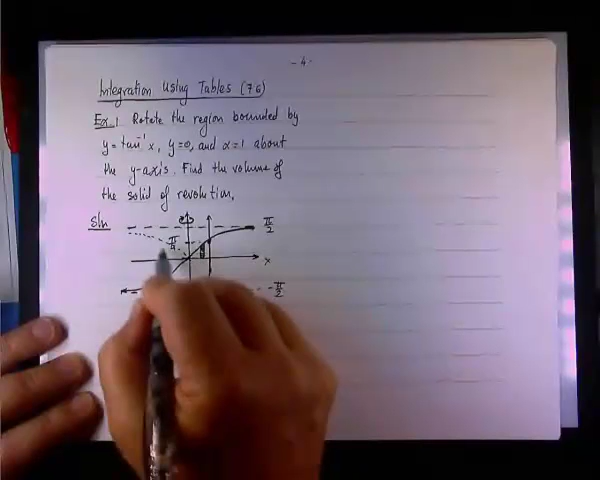 - 4 -
Integration Using Tables (7.6)
Ex.1 Rotate the region bounded by
y = tan⁻¹ x, y=0, and x=1 about
the y-axis. Find the volume of
the solid of revolution.
Sln
π/2
π/4
x
-π/2